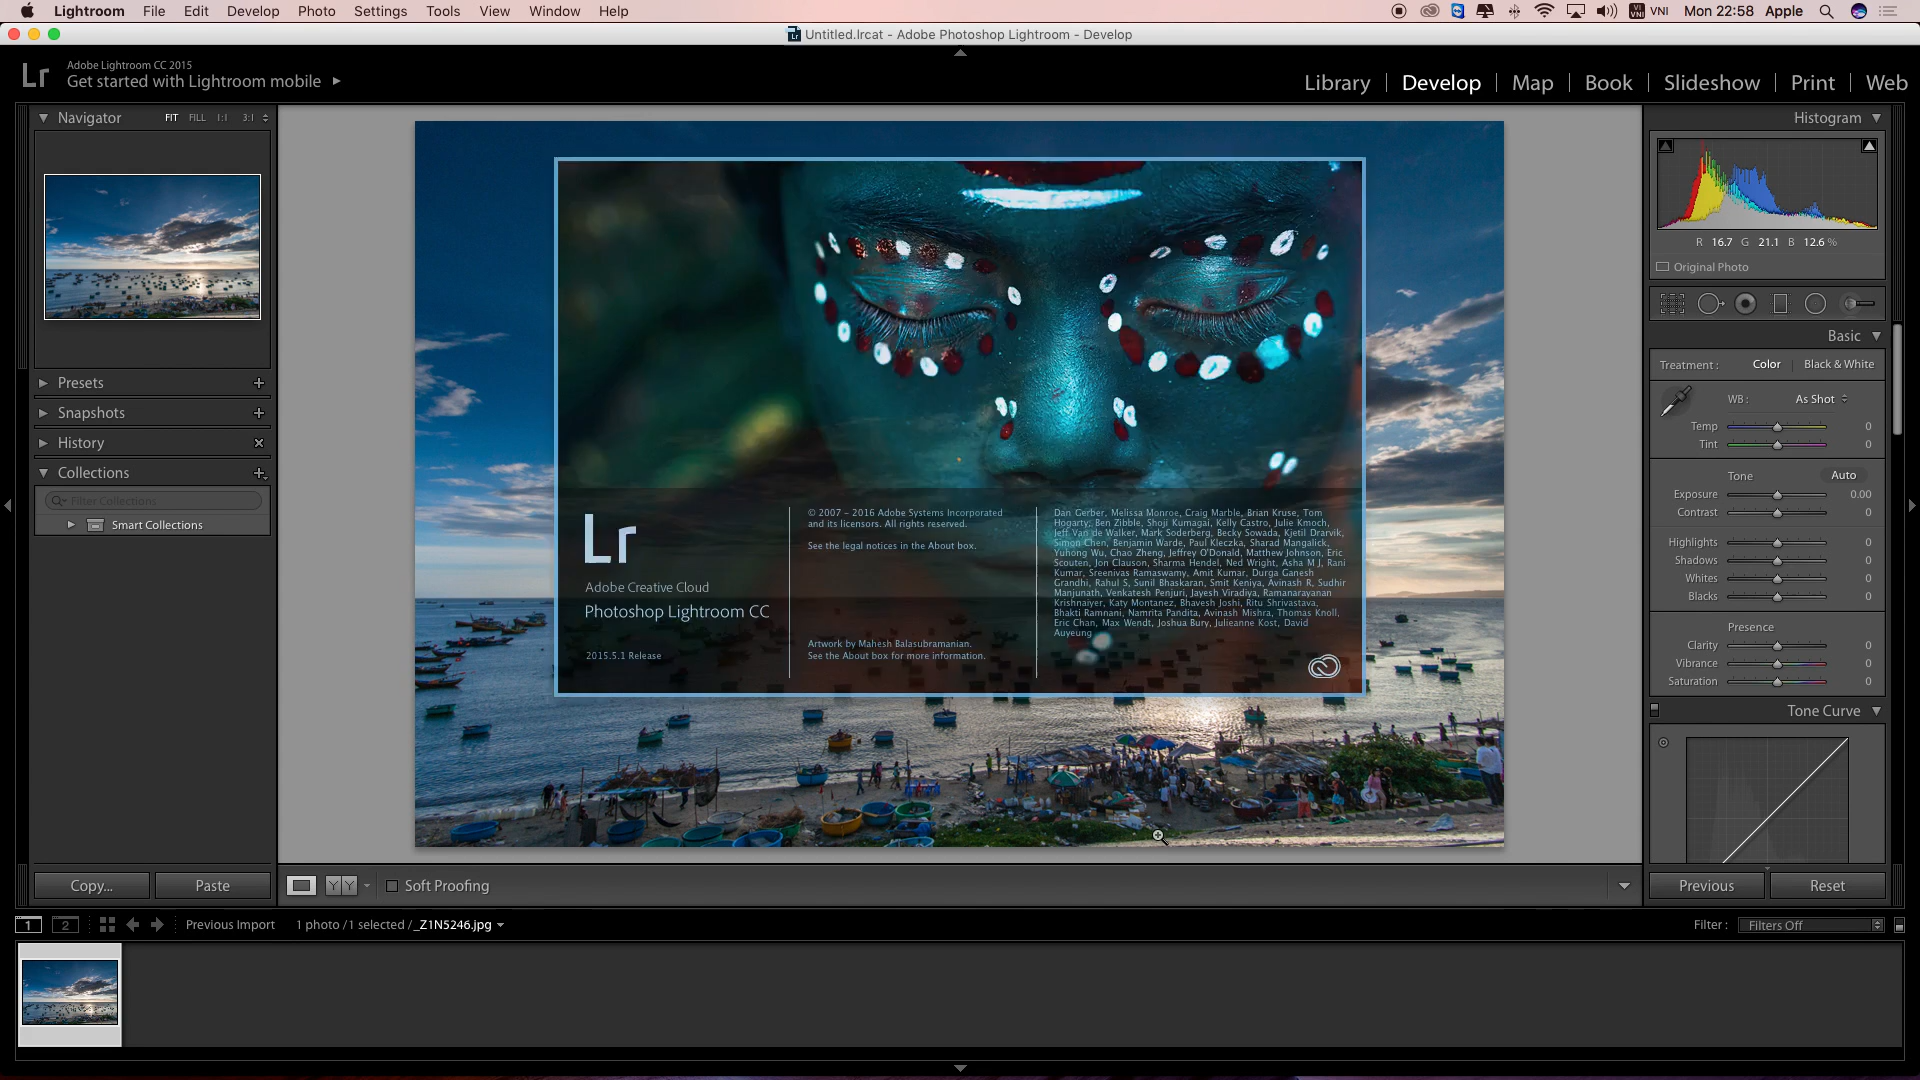 Lightroom File Edit Develop Photo Settings Tools View Window Help
VI VNI VNI Mon 22:58 Apple
Lr Untitled.lrcat - Adobe Photoshop Lightroom - Develop
Lr
Adobe Lightroom CC 2015
Get started with Lightroom mobile
Library Develop Map Book Slideshow Print Web
Navigator FIT FILL 1:1 3:1
Presets
Snapshots
History
Collections
Filter Collections
Smart Collections
Copy... Paste
Lr
Adobe Creative Cloud
Photoshop Lightroom CC
2015.5.1 Release
© 2007 – 2016 Adobe Systems Incorporated
and its licensors. All rights reserved.
See the legal notices in the About box.
Artwork by Mahesh Balasubramanian.
See the About box for more information.
Dan Gerber, Melissa Monroe, Craig Marble, Brian Kruse, Tom
Hogarty, Ben Zibble, Shoji Kumagai, Kelly Castro, Julie Kmoch,
Jeff Van de Walker, Mark Soderberg, Becky Sowada, Kjetil Drarvik,
Simon Chen, Benjamin Warde, Paul Kleczka, Sharad Mangalick,
Yuhong Wu, Chao Zheng, Jeffrey O'Donald, Matthew Johnson, Eric
Scouten, Jon Clauson, Sharma Hendel, Ned Wright, Asha M J, Rani
Kumar, Sreenivas Ramaswamy, Amit Kumar, Durga Ganesh
Grandhi, Rahul S, Sunil Bhaskaran, Smit Keniya, Avinash R, Sudhir
Manjunath, Venkatesh Penjuri, Jayesh Viradiya, Ramanarayanan
Krishnaiyer, Katy Montanez, Bhavesh Joshi, Ritu Shrivastava,
Bhakti Ramnani, Namrita Pandita, Avinash Mishra, Thomas Knoll,
Eric Chan, Max Wendt, Joshua Bury, Julieanne Kost, David
Auyeung
Soft Proofing
Histogram
R 16.7 G 21.1 B 12.6 %
Original Photo
Basic
Treatment : Color Black & White
WB : As Shot
Temp 0
Tint 0
Tone Auto
Exposure 0.00
Contrast 0
Highlights 0
Shadows 0
Whites 0
Blacks 0
Presence
Clarity 0
Vibrance 0
Saturation 0
Tone Curve
Previous Reset
1 2 Previous Import 1 photo / 1 selected / _Z1N5246.jpg
Filter : Filters Off